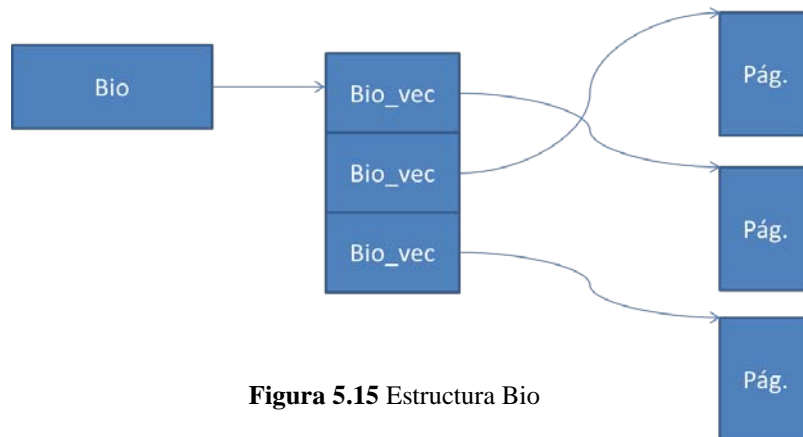 Bio
Bio_vec
Bio_vec
Bio_vec
Pág.
Pág.
Pág.
Figura 5.15 Estructura Bio